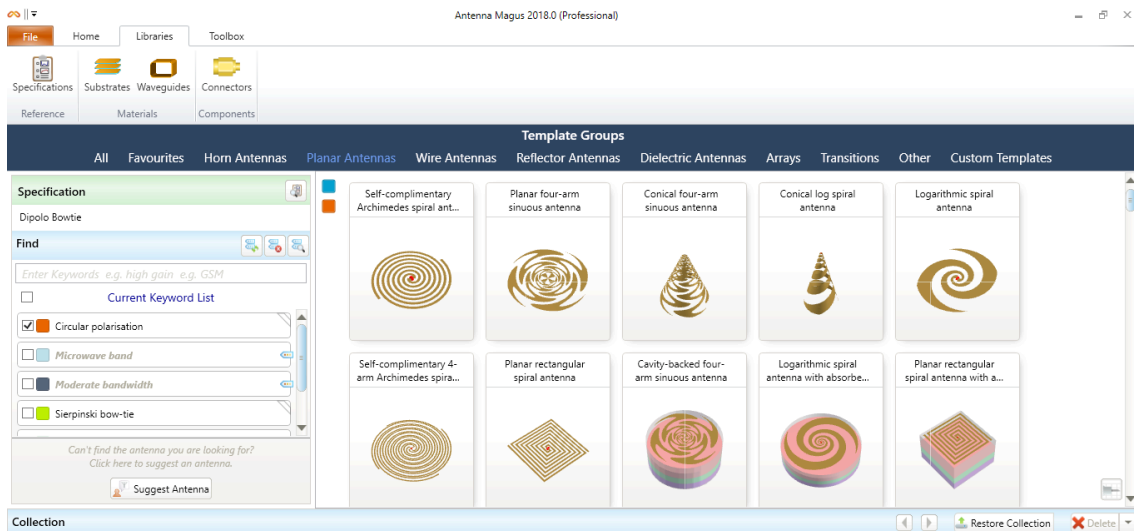 Antenna Magus 2018.0 (Professional)
File Home Libraries Toolbox
Specifications Substrates Waveguides Connectors
Reference Materials Components
Template Groups
All Favourites Horn Antennas Planar Antennas Wire Antennas Reflector Antennas Dielectric Antennas Arrays Transitions Other Custom Templates
Specification
Dipolo Bowtie
Find
Enter Keywords e.g. high gain e.g. GSM
Current Keyword List
Circular polarisation
Microwave band
Moderate bandwidth
Sierpinski bow-tie
Can't find the antenna you are looking for?
Click here to suggest an antenna.
Suggest Antenna
Self-complimentary
Archimedes spiral ant...
Planar four-arm
sinuous antenna
Conical four-arm
sinuous antenna
Conical log spiral
antenna
Logarithmic spiral
antenna
Self-complimentary 4-
arm Archimedes spira...
Planar rectangular
spiral antenna
Cavity-backed four-
arm sinuous antenna
Logarithmic spiral
antenna with absorbe...
Planar rectangular
spiral antenna with a...
Collection
Restore Collection Delete